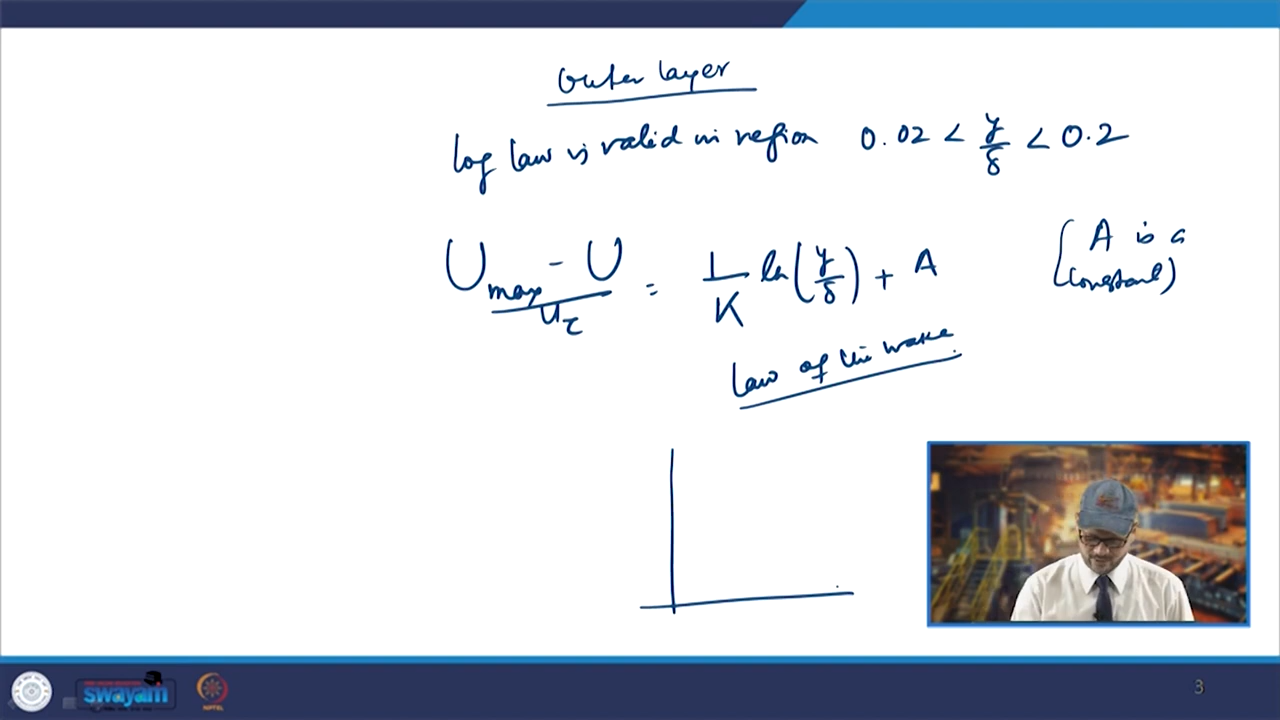 Outer layer
log law is valid in region 0.02 < y/δ < 0.2
(U_max - U)/u_τ = 1/K ln(y/δ) + A (A is a constant)
law of the wake
swayam
NPTEL
3